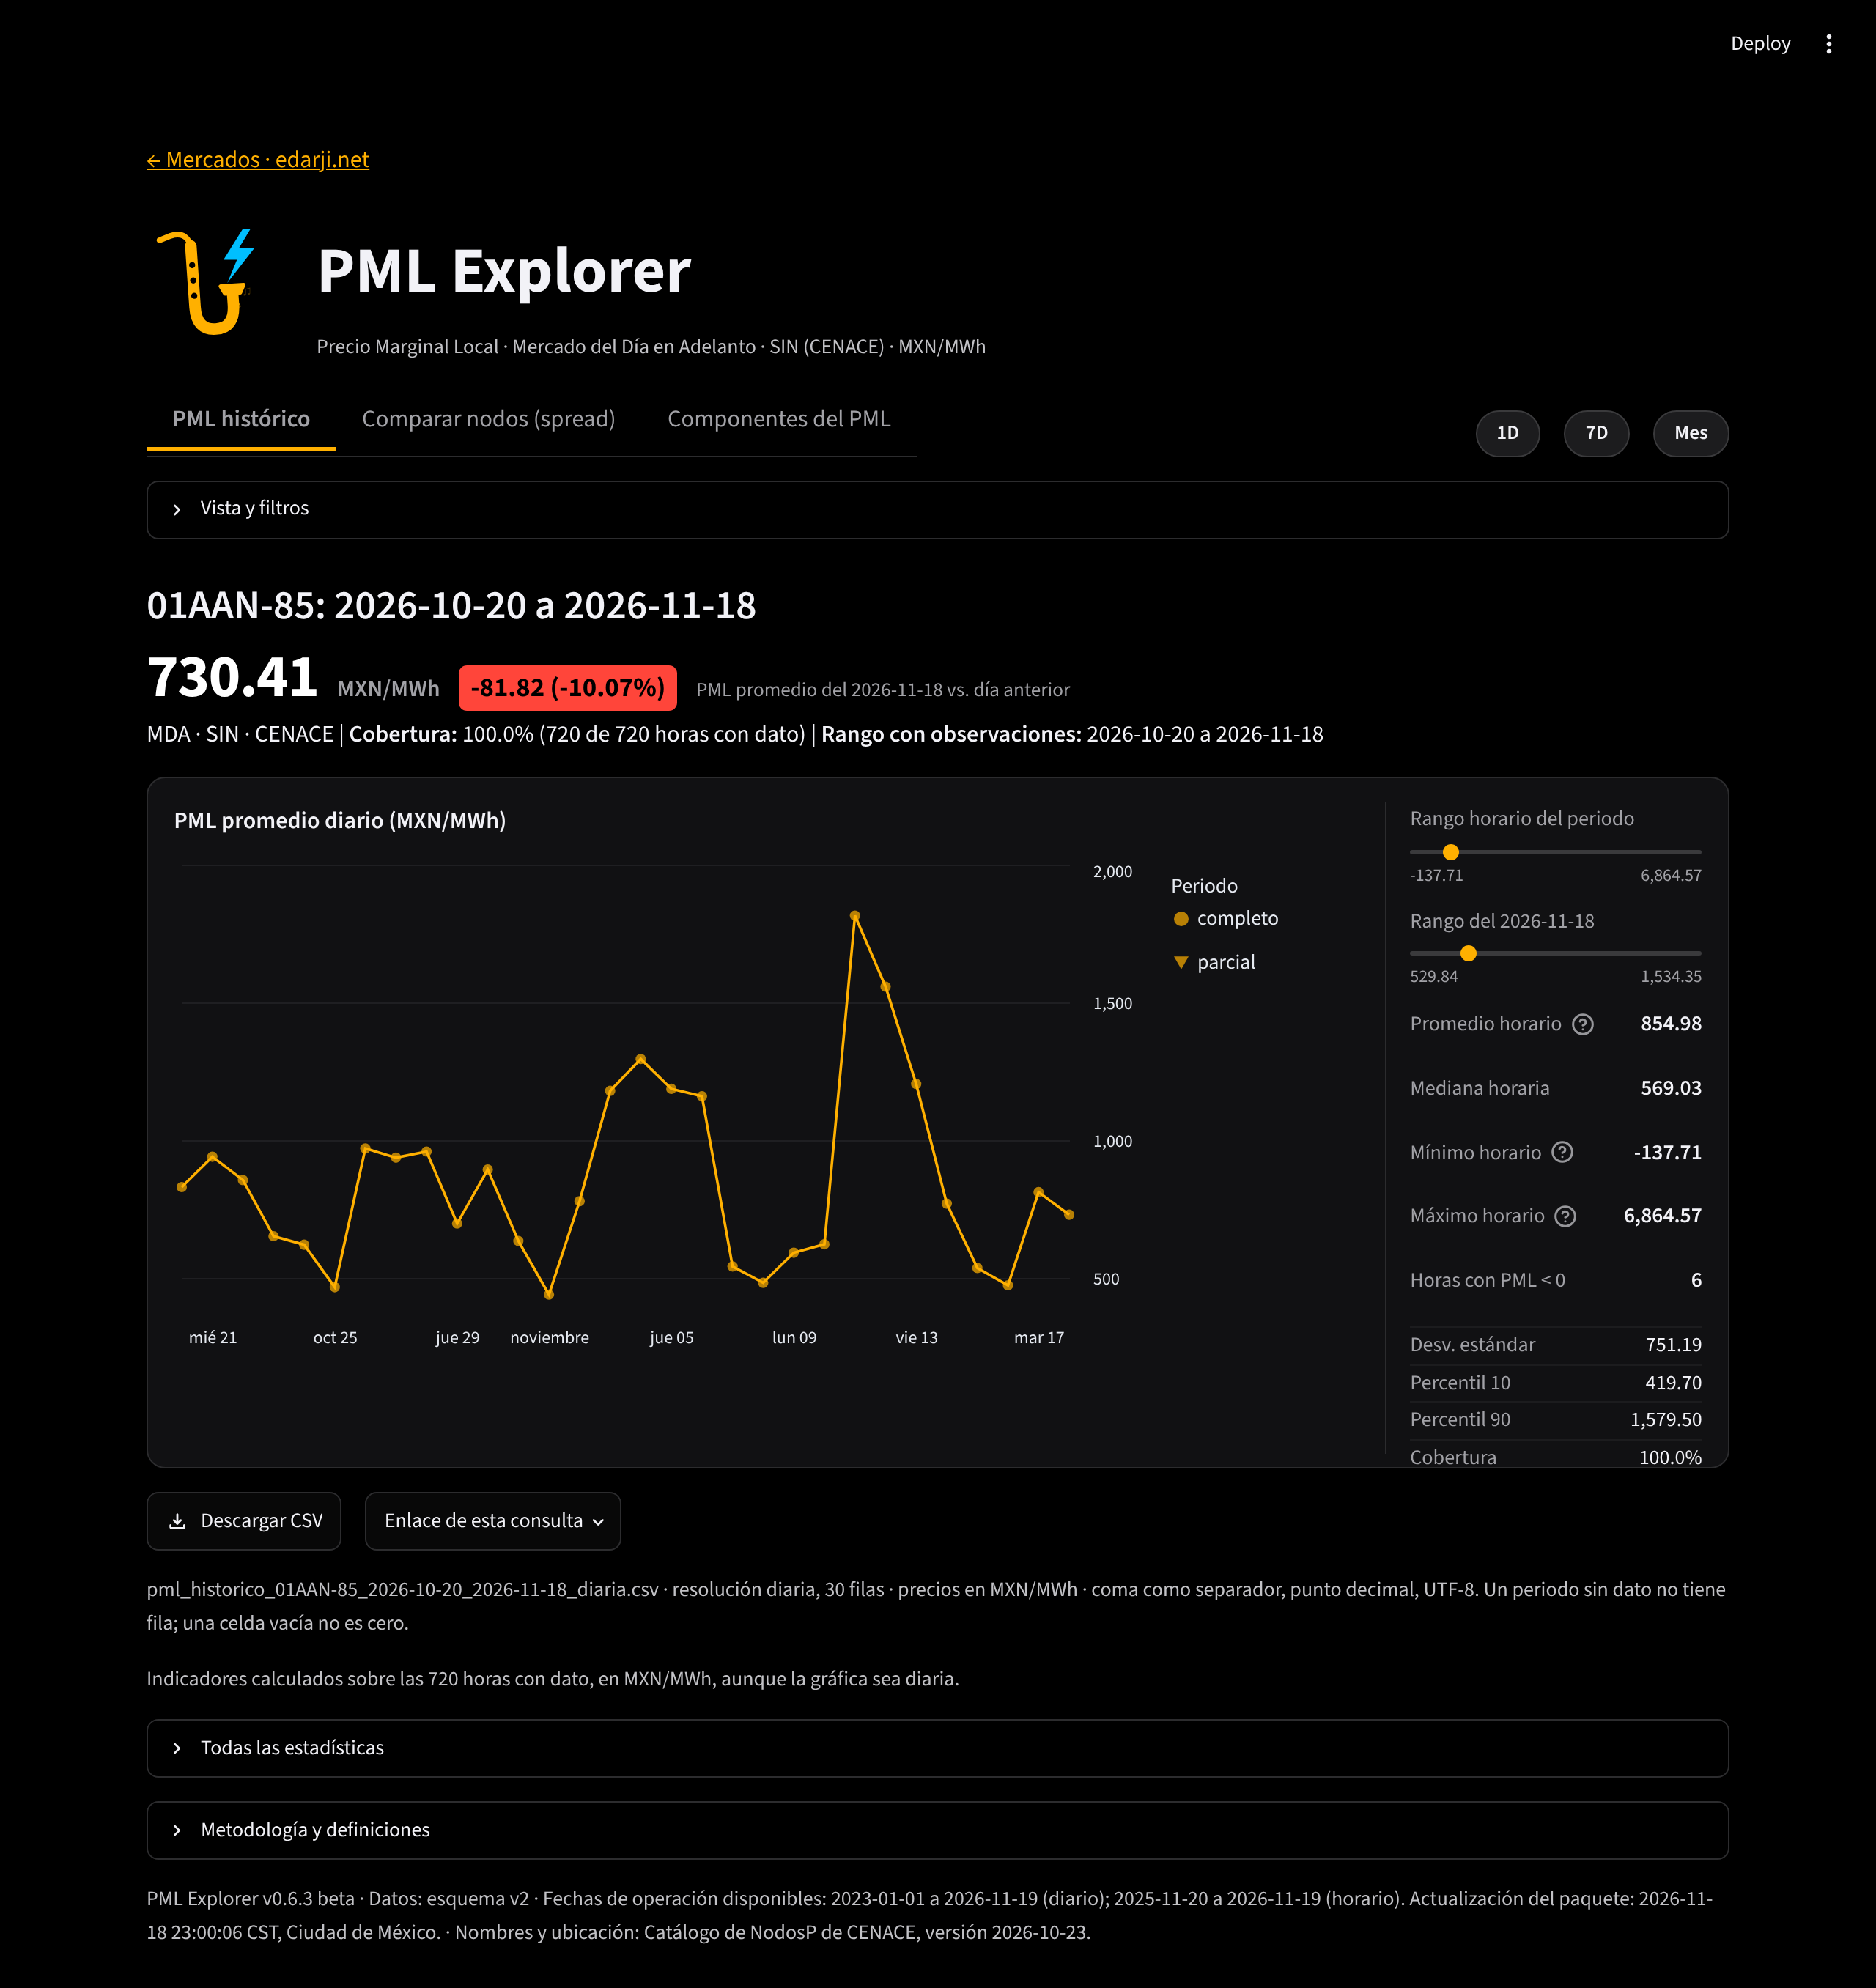 Deploy
← Mercados · edarji.net
PML Explorer
Precio Marginal Local · Mercado del Día en Adelanto · SIN (CENACE) · MXN/MWh
PML histórico
Comparar nodos (spread)
Componentes del PML
1D
7D
Mes
Vista y filtros
01AAN-85: 2026-10-20 a 2026-11-18
730.41 MXN/MWh -81.82 (-10.07%) PML promedio del 2026-11-18 vs. día anterior
MDA · SIN · CENACE | Cobertura: 100.0% (720 de 720 horas con dato) | Rango con observaciones: 2026-10-20 a 2026-11-18
PML promedio diario (MXN/MWh)
2,000
1,500
1,000
500
mié 21
oct 25
jue 29
noviembre
jue 05
lun 09
vie 13
mar 17
Periodo
completo
parcial
Rango horario del periodo
-137.71 6,864.57
Rango del 2026-11-18
529.84 1,534.35
Promedio horario 854.98
Mediana horaria 569.03
Mínimo horario -137.71
Máximo horario 6,864.57
Horas con PML < 0 6
Desv. estándar 751.19
Percentil 10 419.70
Percentil 90 1,579.50
Cobertura 100.0%
Descargar CSV
Enlace de esta consulta
pml_historico_01AAN-85_2026-10-20_2026-11-18_diaria.csv · resolución diaria, 30 filas · precios en MXN/MWh · coma como separador, punto decimal, UTF-8. Un periodo sin dato no tiene
fila; una celda vacía no es cero.
Indicadores calculados sobre las 720 horas con dato, en MXN/MWh, aunque la gráfica sea diaria.
Todas las estadísticas
Metodología y definiciones
PML Explorer v0.6.3 beta · Datos: esquema v2 · Fechas de operación disponibles: 2023-01-01 a 2026-11-19 (diario); 2025-11-20 a 2026-11-19 (horario). Actualización del paquete: 2026-11-
18 23:00:06 CST, Ciudad de México. · Nombres y ubicación: Catálogo de NodosP de CENACE, versión 2026-10-23.